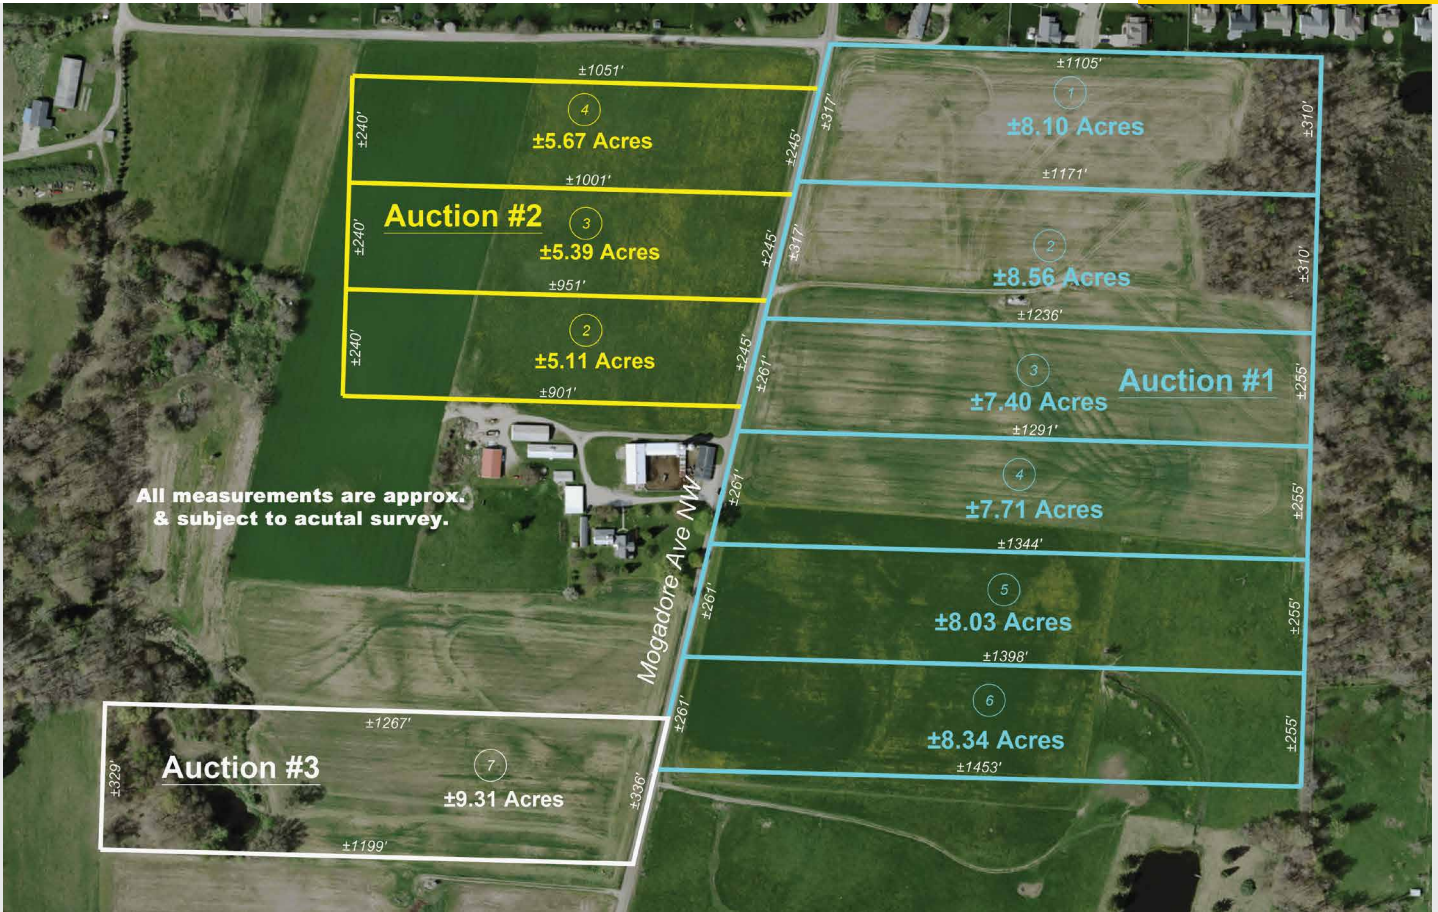 ±1051'
4
±5.67 Acres
±240'
±245'
±1001'
Auction #2
3
±5.39 Acres
±240'
±245'
±951'
2
±5.11 Acres
±240'
±245'
±901'
±1105'
1
±8.10 Acres
±317'
±310'
±1171'
2
±8.56 Acres
±317'
±310'
±1236'
3
±7.40 Acres
Auction #1
±261'
±255'
±1291'
4
±7.71 Acres
±261'
±255'
±1344'
5
±8.03 Acres
±261'
±255'
±1398'
6
±8.34 Acres
±261'
±255'
±1453'
All measurements are approx.
& subject to acutal survey.
Mogadore Ave NW
±1267'
Auction #3
7
±9.31 Acres
±329'
±336'
±1199'